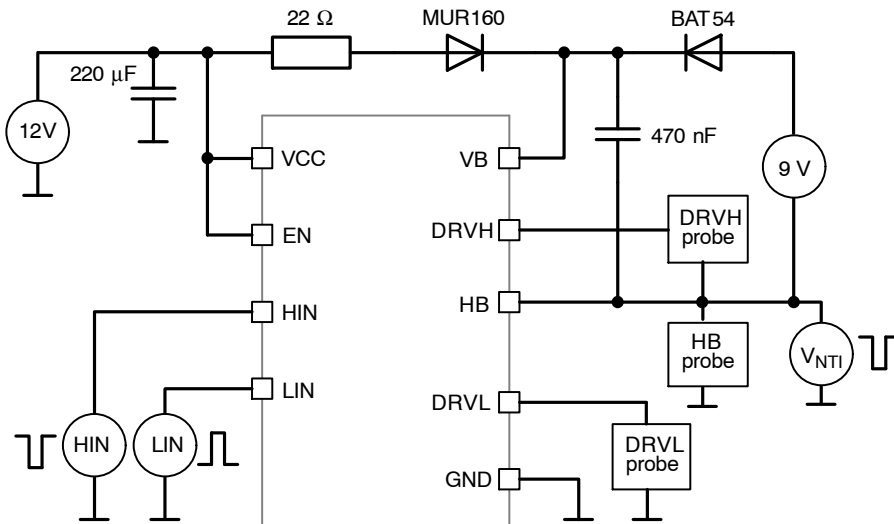 22 Ω
MUR160
BAT54
220 μF
12V
470 nF
9 V
VCC
VB
EN
DRVH
DRVH
probe
HIN
HB
HB
probe
VNTI
LIN
DRVL
HIN
LIN
DRVL
probe
GND